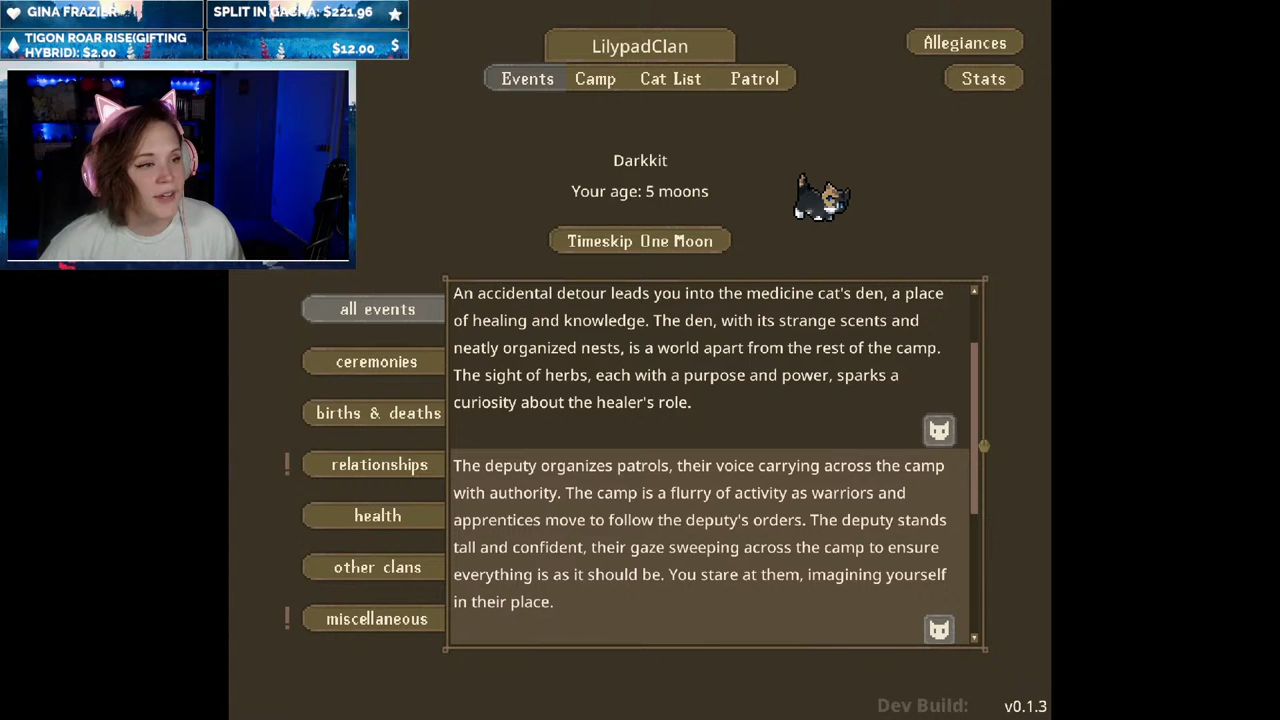 GINA FRAZIER
SPLIT IN GACHA: $221.96
TIGON ROAR RISE(GIFTING
HYBRID): $2.00
$12.00 $
LilypadClan
Allegiances
Events Camp Cat List Patrol
Stats
Darkkit
Your age: 5 moons
Timeskip One Moon
all events
ceremonies
births & deaths
! relationships
health
other clans
! miscellaneous
An accidental detour leads you into the medicine cat's den, a place
of healing and knowledge. The den, with its strange scents and
neatly organized nests, is a world apart from the rest of the camp.
The sight of herbs, each with a purpose and power, sparks a
curiosity about the healer's role.
The deputy organizes patrols, their voice carrying across the camp
with authority. The camp is a flurry of activity as warriors and
apprentices move to follow the deputy's orders. The deputy stands
tall and confident, their gaze sweeping across the camp to ensure
everything is as it should be. You stare at them, imagining yourself
in their place.
Dev Build: v0.1.3